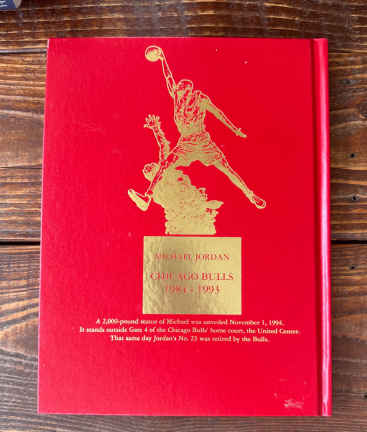 MICHAEL JORDAN
CHICAGO BULLS
1984 - 1993
A 2,000-pound statue of Michael was unveiled November 1, 1994.
It stands outside Gate 4 of the Chicago Bulls' home court, the United Center.
That same day Jordan's No. 23 was retired by the Bulls.